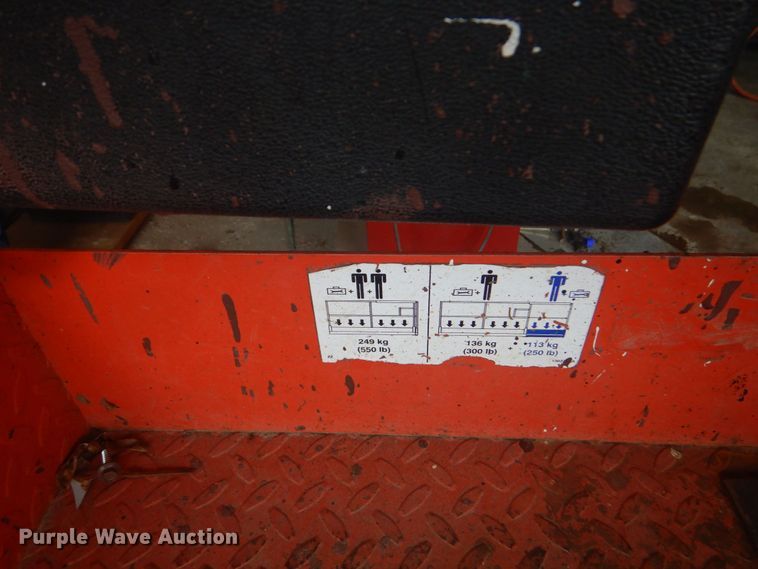 249 kg
(550 lb)
136 kg
(300 lb)
+
113 kg
(250 lb)
Purple Wave Auction